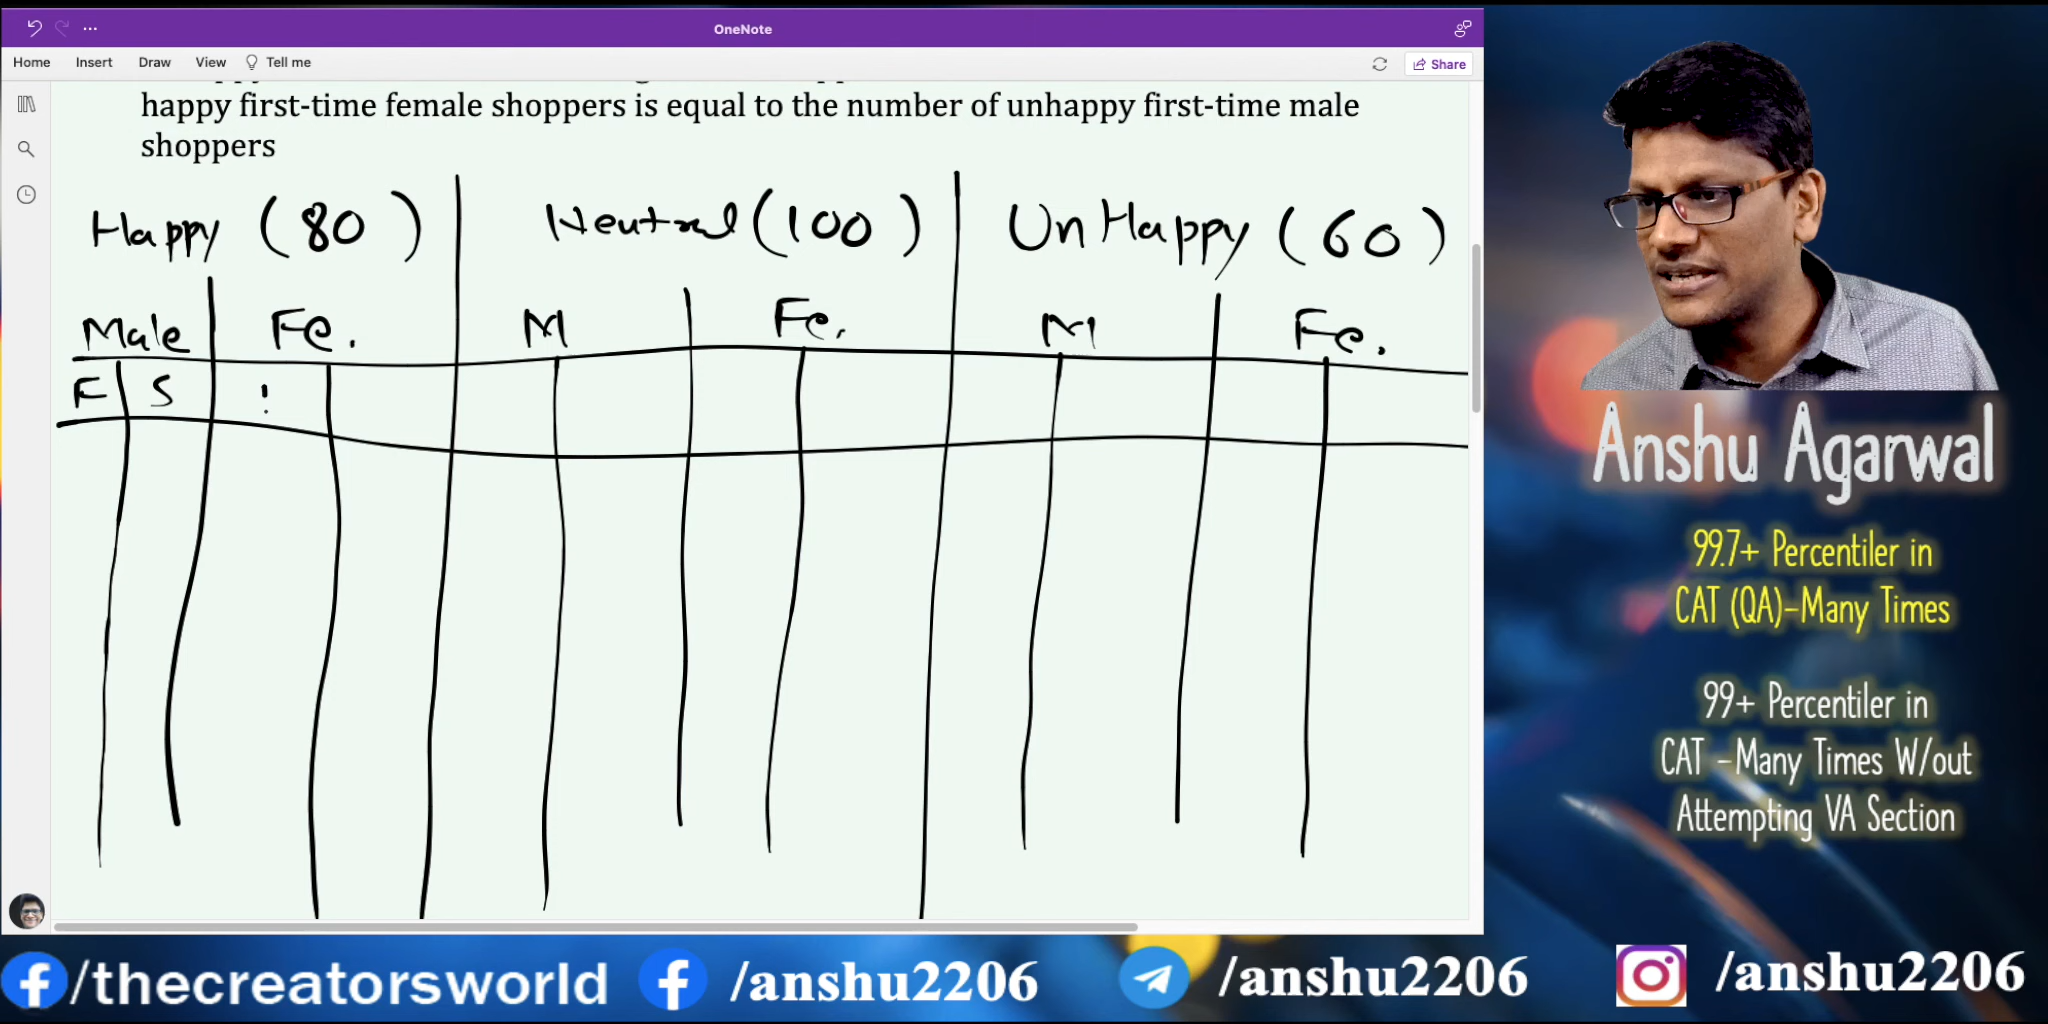 OneNote
Home Insert Draw View Tell me Share
happy first-time female shoppers is equal to the number of unhappy first-time male
shoppers
Happy (80) Neutral (100) UnHappy (60)
Male Fe. M Fe. M Fe.
F S
Anshu Agarwal
99.7+ Percentiler in
CAT (QA)-Many Times
99+ Percentiler in
CAT -Many Times W/out
Attempting VA Section
/thecreatorsworld /anshu2206 /anshu2206 /anshu2206